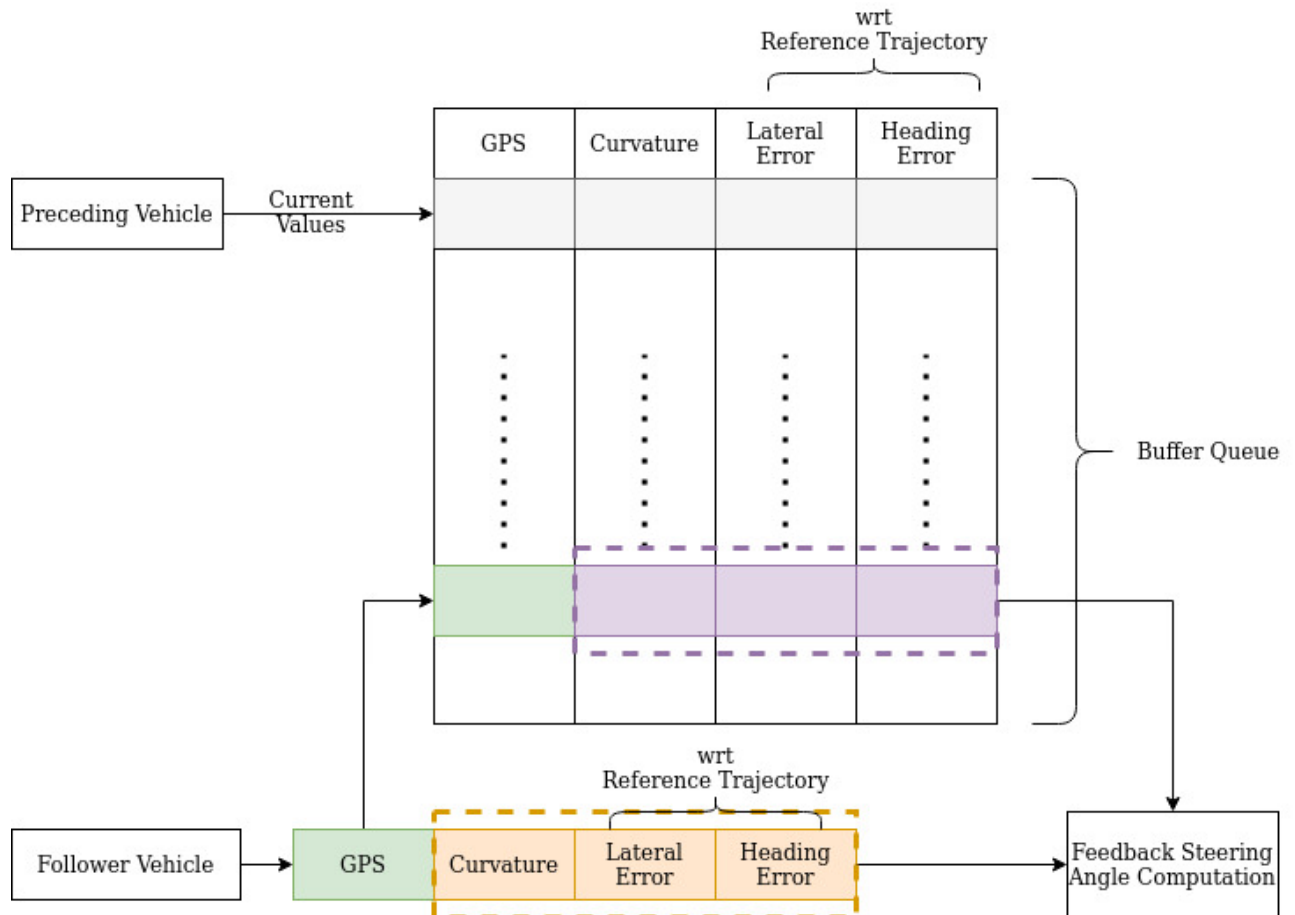 wrt
Reference Trajectory
GPS
Curvature
Lateral
Error
Heading
Error
Preceding Vehicle
Current
Values
Buffer Queue
wrt
Reference Trajectory
Follower Vehicle
GPS
Curvature
Lateral
Error
Heading
Error
Feedback Steering
Angle Computation